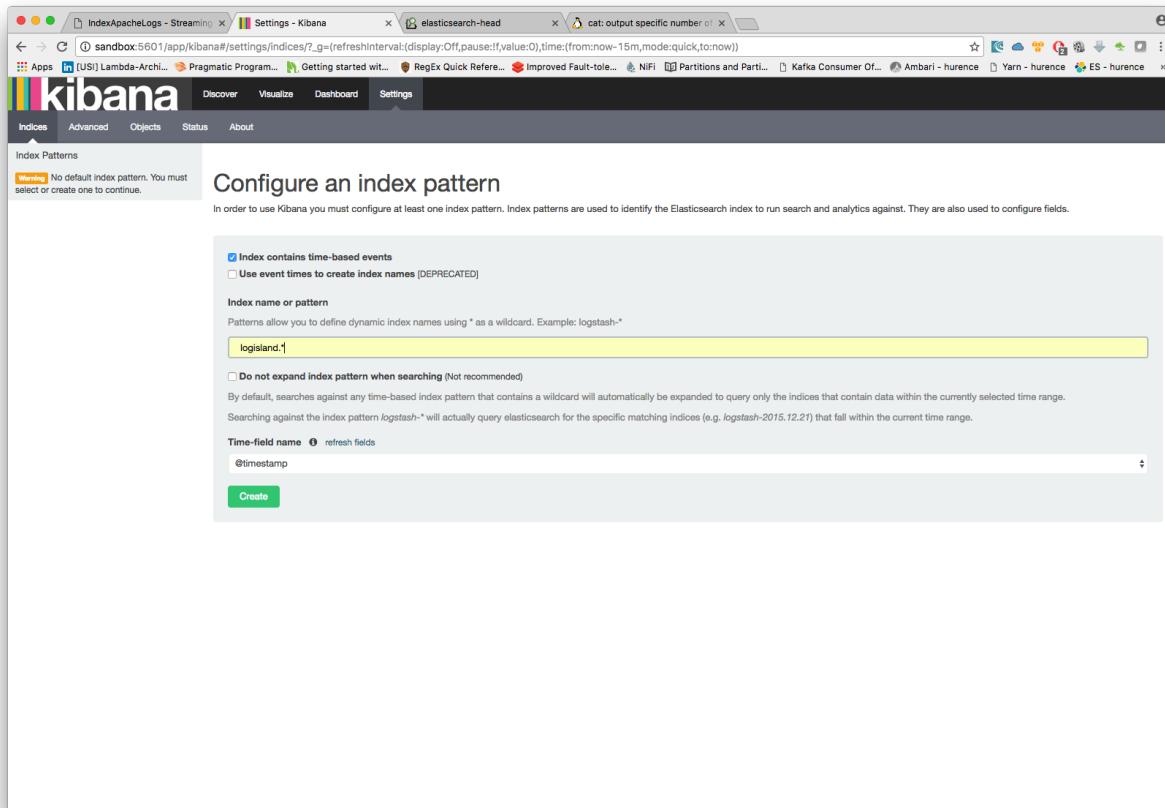 IndexApacheLogs - Streaming
Settings - Kibana
elasticsearch-head
cat: output specific number of
sandbox:5601/app/kibana#/settings/indices/?_g=(refreshInterval:(display:Off,pause:!f,value:0),time:(from:now-15m,mode:quick,to:now))
Apps
[USI] Lambda-Archi...
Pragmatic Program...
Getting started wit...
RegEx Quick Refere...
Improved Fault-tole...
NiFi
Partitions and Parti...
Kafka Consumer Of...
Ambari - hurence
Yarn - hurence
ES - hurence
kibana
Discover
Visualize
Dashboard
Settings
Indices
Advanced
Objects
Status
About
Index Patterns
Warning No default index pattern. You must
select or create one to continue.
Configure an index pattern
In order to use Kibana you must configure at least one index pattern. Index patterns are used to identify the Elasticsearch index to run search and analytics against. They are also used to configure fields.
Index contains time-based events
Use event times to create index names [DEPRECATED]
Index name or pattern
Patterns allow you to define dynamic index names using * as a wildcard. Example: logstash-*
logisland.*
Do not expand index pattern when searching (Not recommended)
By default, searches against any time-based index pattern that contains a wildcard will automatically be expanded to query only the indices that contain data within the currently selected time range.
Searching against the index pattern logstash-* will actually query elasticsearch for the specific matching indices (e.g. logstash-2015.12.21) that fall within the current time range.
Time-field name refresh fields
@timestamp
Create